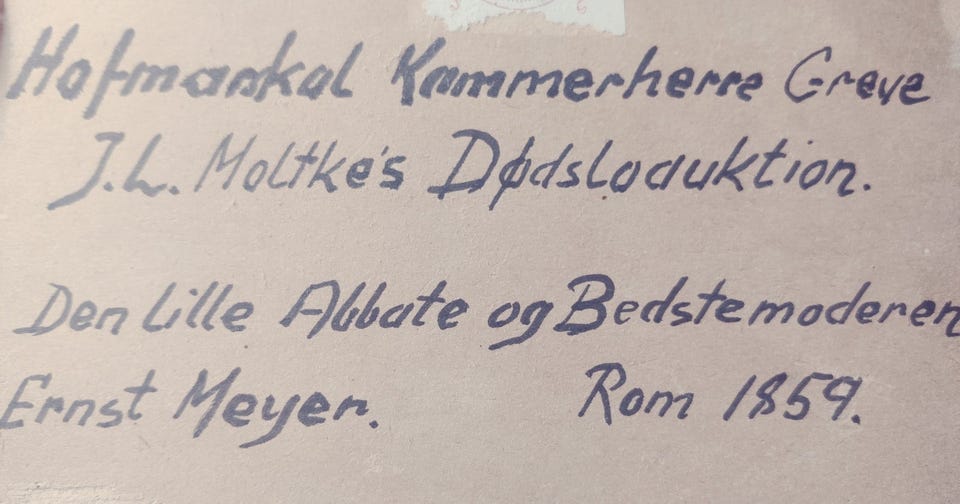 Hofmarskal Kammerherre Greve
J.L. Moltke's Dødsboauktion.
Den lille Abbate og Bedstemoderen
Ernst Meyer. Rom 1859.